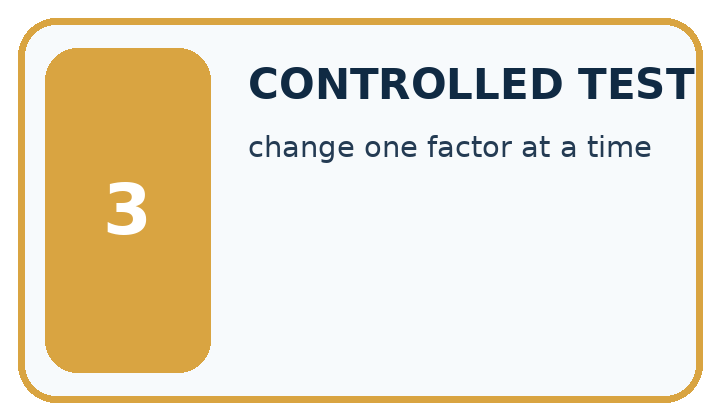 3
CONTROLLED TEST
change one factor at a time